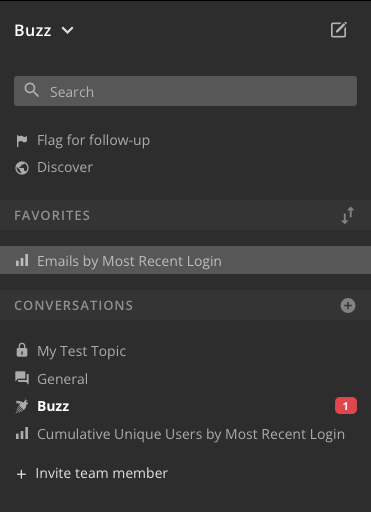 Buzz
Search
Flag for follow-up
Discover
FAVORITES
Emails by Most Recent Login
CONVERSATIONS
My Test Topic
General
Buzz 1
Cumulative Unique Users by Most Recent Login
+ Invite team member